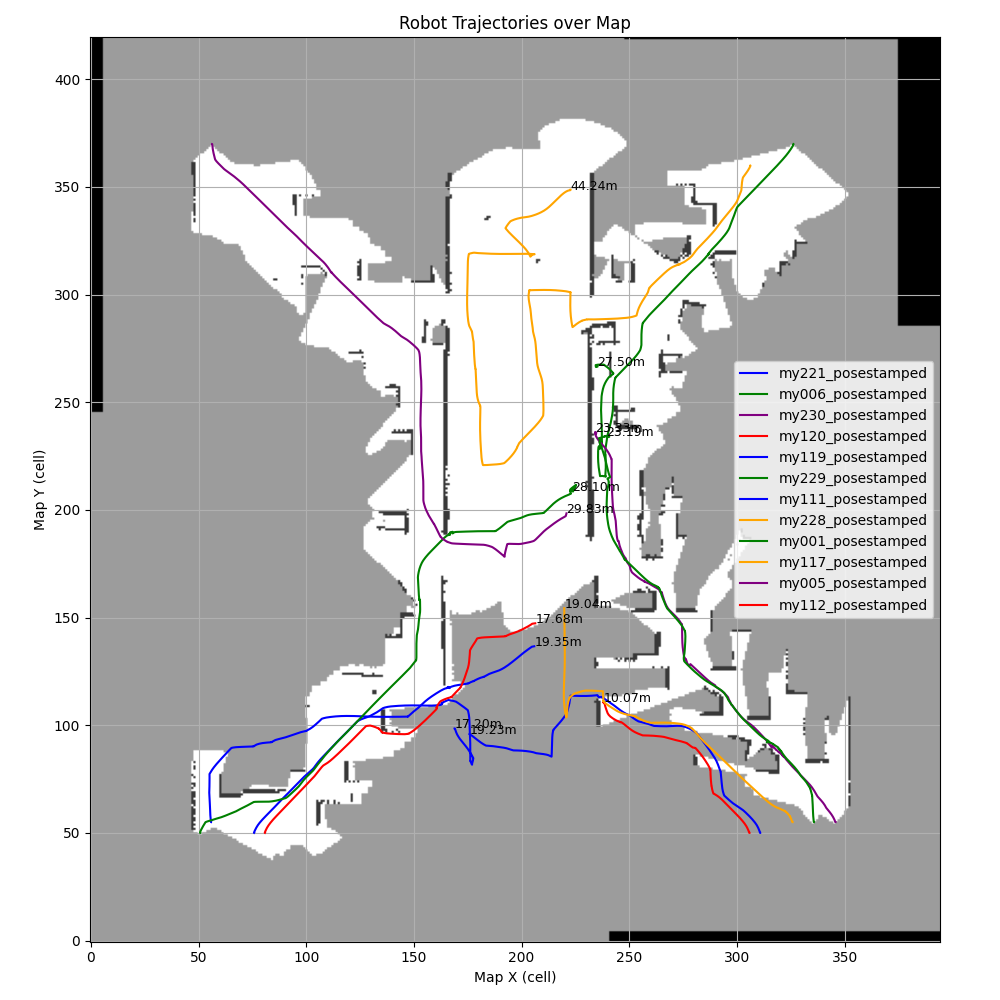 Robot Trajectories over Map
Map Y (cell)
400
350
300
250
200
150
100
50
0
44.24m
27.50m
23.19m
28.10m
29.83m
19.04m
17.68m
19.35m
10.07m
17.20m
19.23m
my221_posestamped
my006_posestamped
my230_posestamped
my120_posestamped
my119_posestamped
my229_posestamped
my111_posestamped
my228_posestamped
my001_posestamped
my117_posestamped
my005_posestamped
my112_posestamped
0 50 100 150 200 250 300 350
Map X (cell)